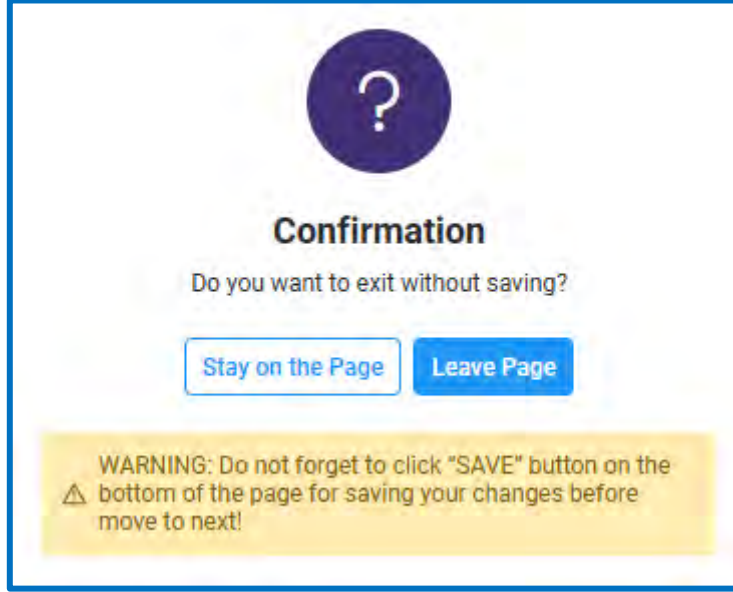 ?
Confirmation
Do you want to exit without saving?
Stay on the Page
Leave Page
WARNING: Do not forget to click "SAVE" button on the
bottom of the page for saving your changes before
move to next!